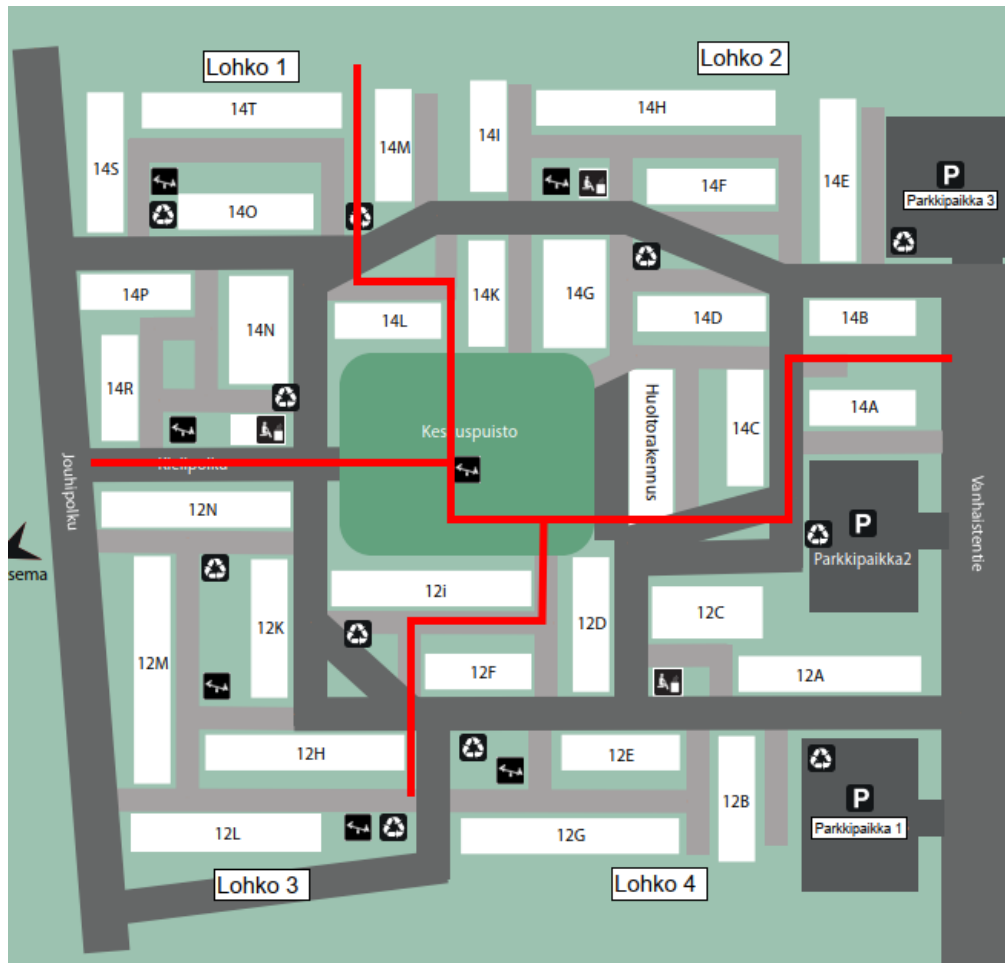 Lohko 1
Lohko 2
14T
14H
14S
14M
14I
14F
14E
14O
P
Parkkipaikka 3
14P
14N
14L
14K
14G
14D
14B
14R
Huoltorakennus
14C
14A
Keskuspuisto
Kielipolku
Jouhipolku
Vanhaistentie
12N
P
Parkkipaikka2
sema
12i
12K
12D
12C
12M
12F
12A
12H
12E
12B
P
Parkkipaikka 1
12L
12G
Lohko 3
Lohko 4